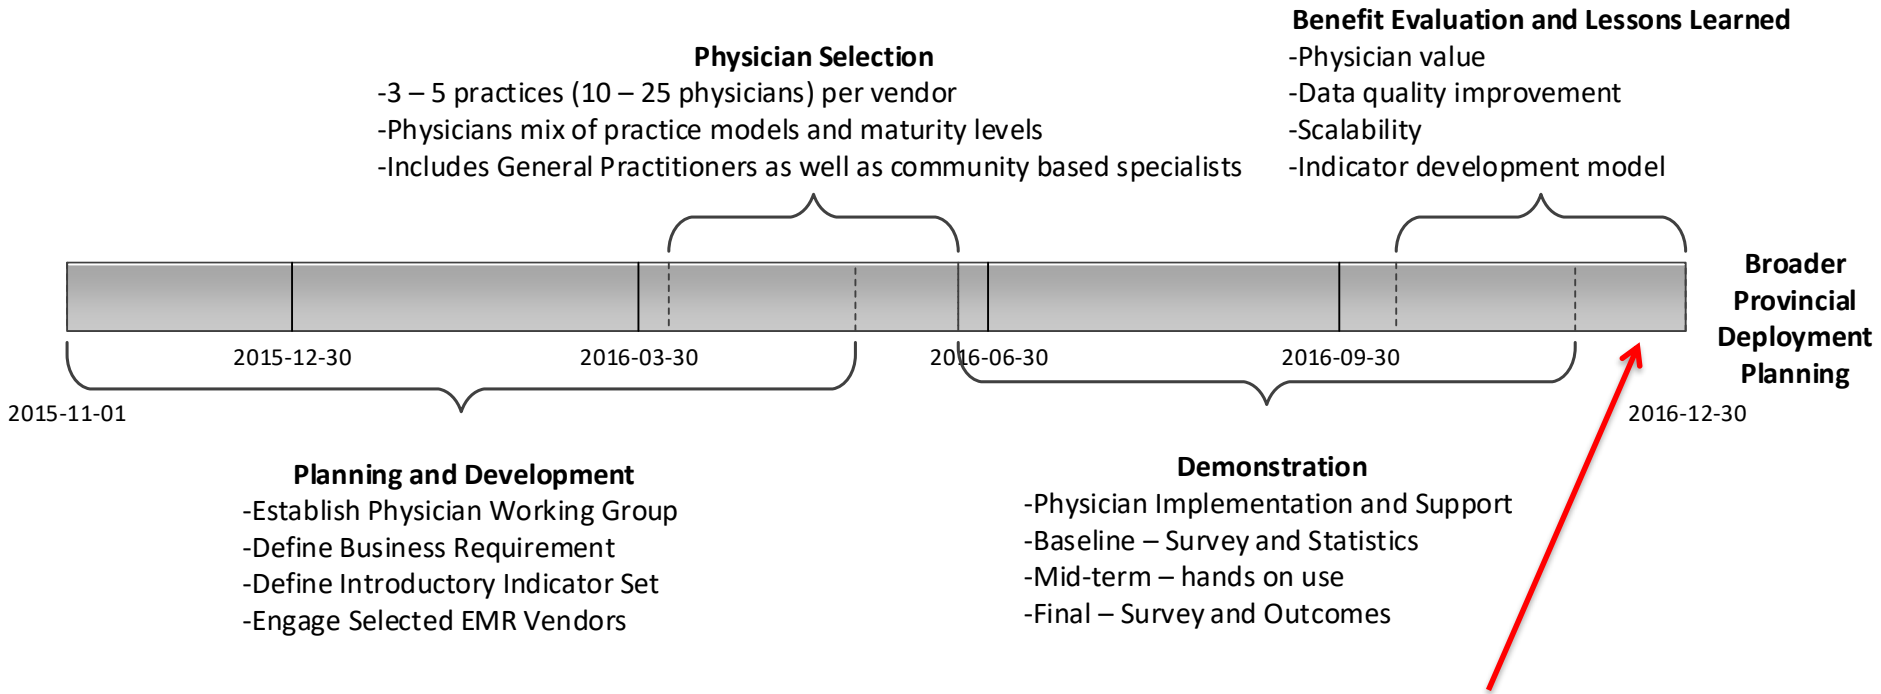 Benefit Evaluation and Lessons Learned
-Physician value
-Data quality improvement
-Scalability
-Indicator development model
Physician Selection
-3 – 5 practices (10 – 25 physicians) per vendor
-Physicians mix of practice models and maturity levels
-Includes General Practitioners as well as community based specialists
Broader
Provincial
Deployment
Planning
2015-12-30
2016-03-30
2016-06-30
2016-09-30
2015-11-01
2016-12-30
Planning and Development
-Establish Physician Working Group
-Define Business Requirement
-Define Introductory Indicator Set
-Engage Selected EMR Vendors
Demonstration
-Physician Implementation and Support
-Baseline – Survey and Statistics
-Mid-term – hands on use
-Final – Survey and Outcomes